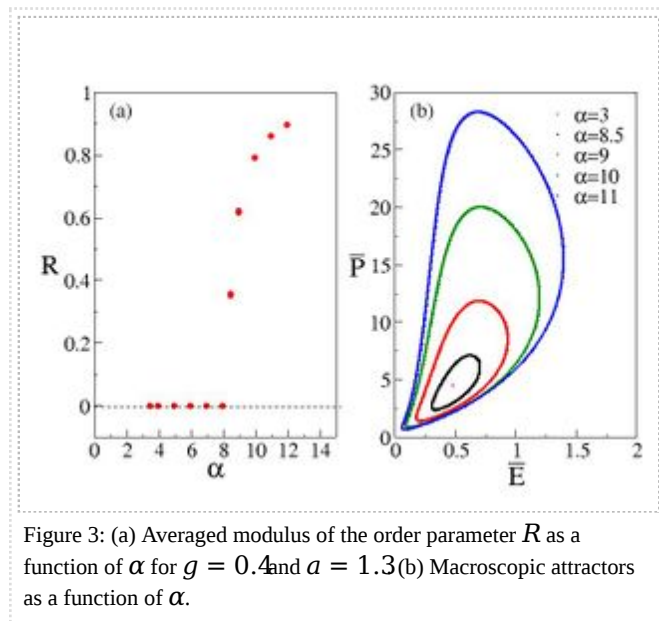 1
(a)
0.8
0.6
R
0.4
0.2
0
0 2 4 6 8 10 12 14
α
30
(b)
α=3
α=8.5
α=9
α=10
α=11
25
20
P
15
10
5
0
0 0.5 1 1.5 2
E
Figure 3: (a) Averaged modulus of the order parameter R as a
function of α for g = 0.4and a = 1.3(b) Macroscopic attractors
as a function of α.